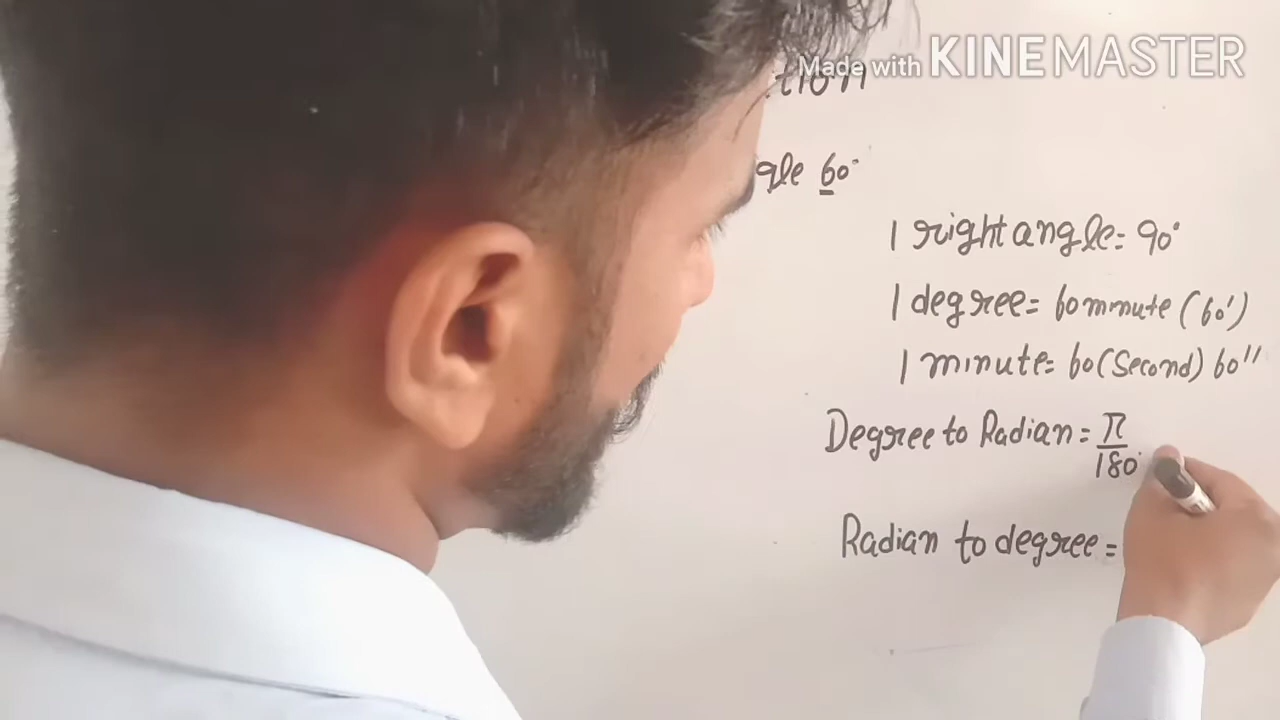 Made with KINEMASTER
60°
1 right angle = 90°
1 degree = 60 minute (60')
1 minute = 60 (Second) 60''
Degree to Radian = π/180°
Radian to degree =